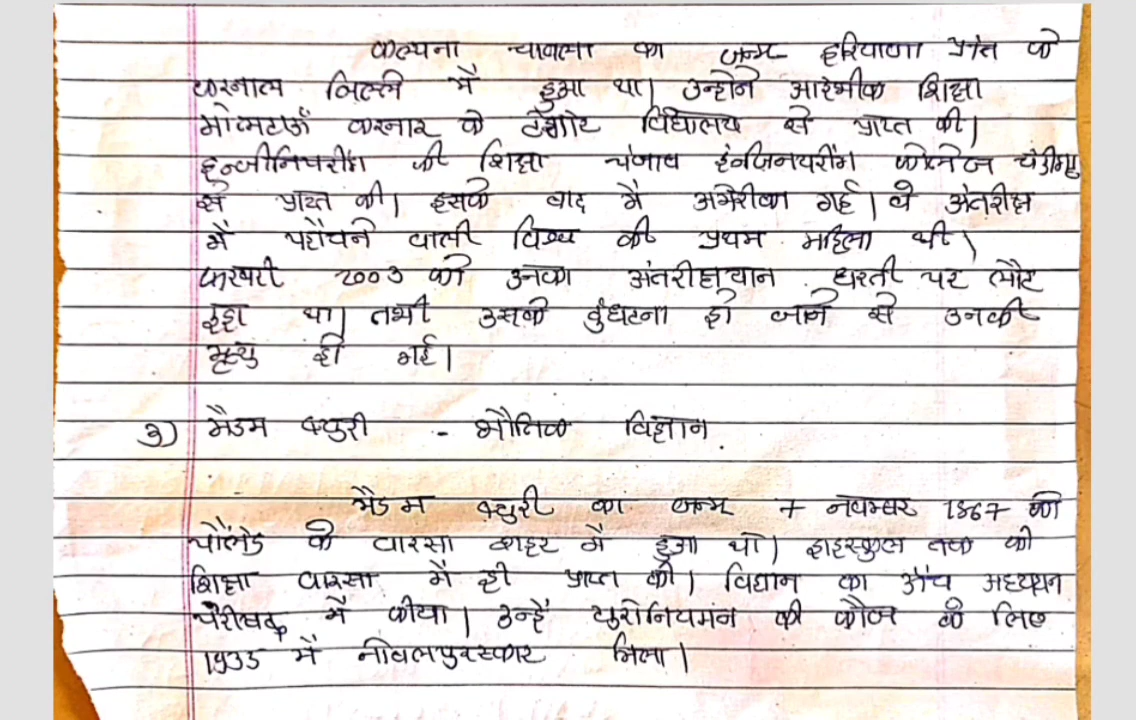 कल्पना चावला का जन्म हरियाणा प्रांत के
करनाल जिल्ले में हुआ था। उन्होने आरंभीक शिक्षा
मोल्मटाऊँ करनार के टैगोर विधालय से प्राप्त की।
इन्जीनियरींग की शिक्षा पंजाब इंनजिनयरींग कोलेज चंडीगढ
से प्राप्त की। इसके बाद में अमेरीका गई। वे अंतरीक्ष
में पहोंचने वाली विश्व की प्रथम महिला थी।
फरवरी 2003 को उनका अंतरीक्षयान धरती पर लौट
था। तभी उसकी र्दुघटना हो जाने से उनकी
मृत्यु हो गई।
3) मैडम क्युरी - भौतिक विज्ञान
मैडम क्युरी का जन्म 7 नवम्बर 1867 को
पोलैंड के वारसा शहर में हुआ था। हाइस्कुल तक की
शिक्षा वारसा में ही प्राप्त की। विद्यान का अध्ययन
में कीया। उन्हें युरोनियमंन की खोज के लिए
1935 में नोबलपुरस्कार मिला।